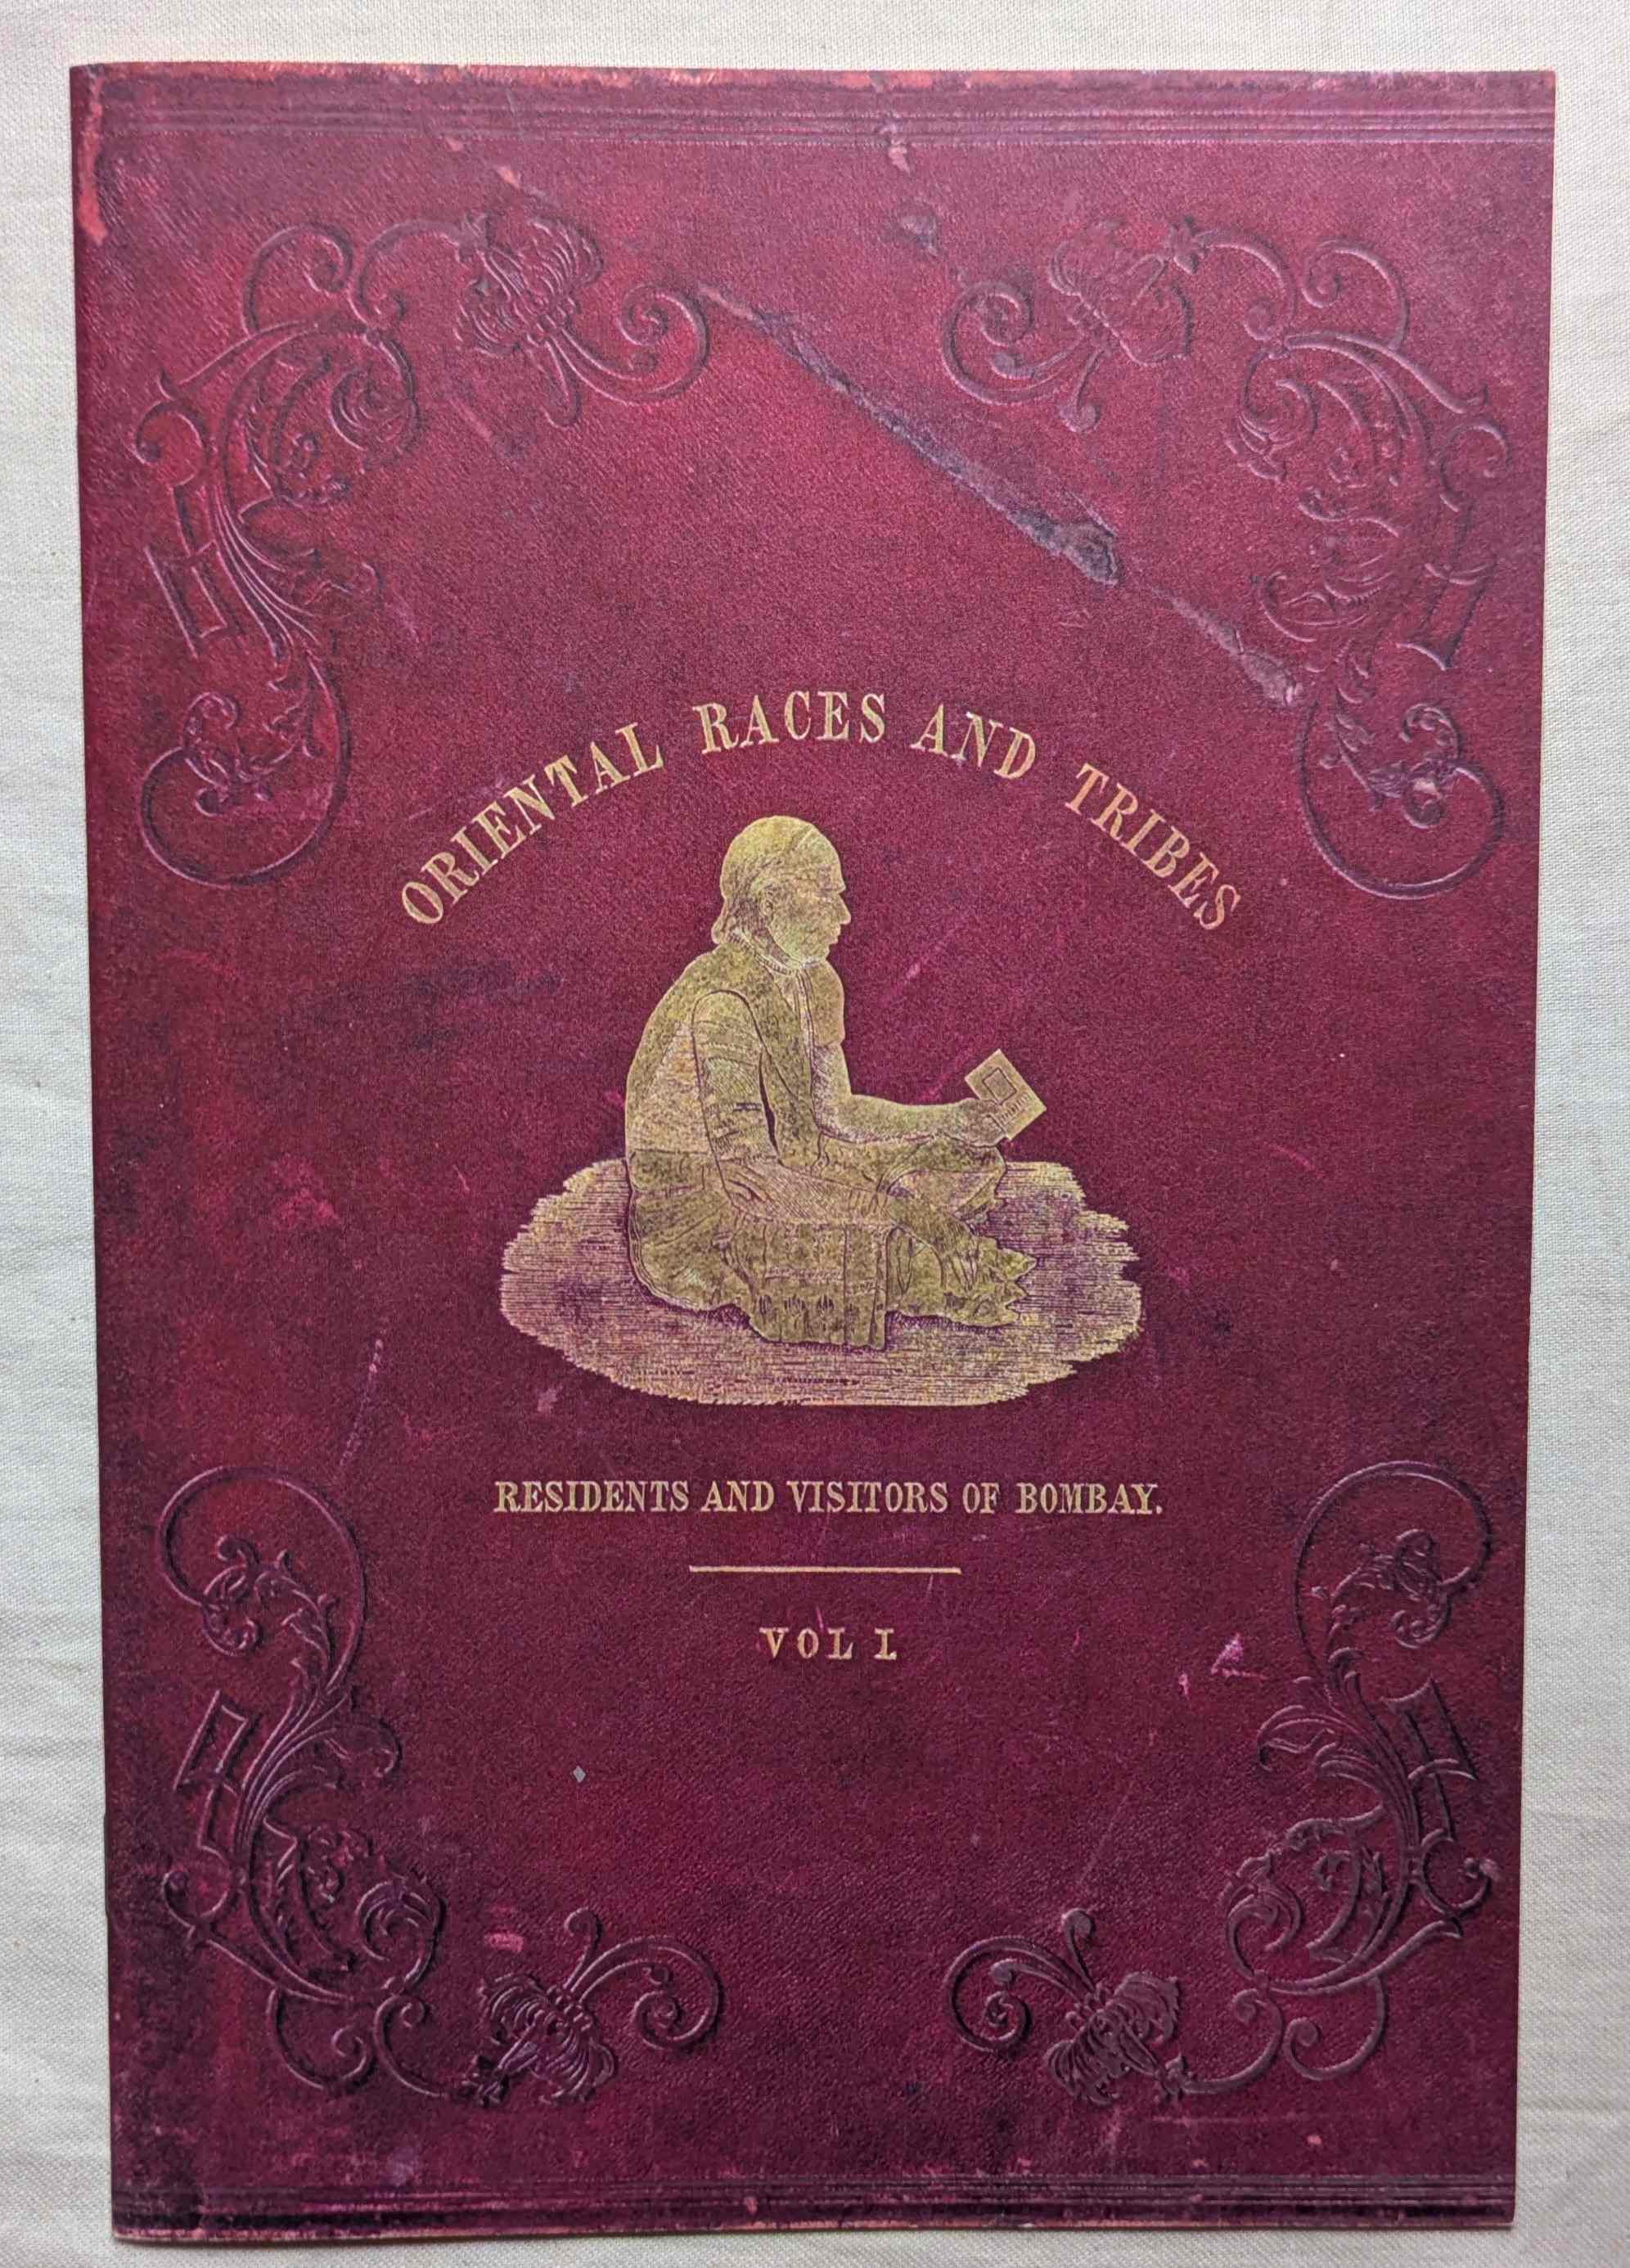 ORIENTAL RACES AND TRIBES
RESIDENTS AND VISITORS OF BOMBAY.
VOL I.